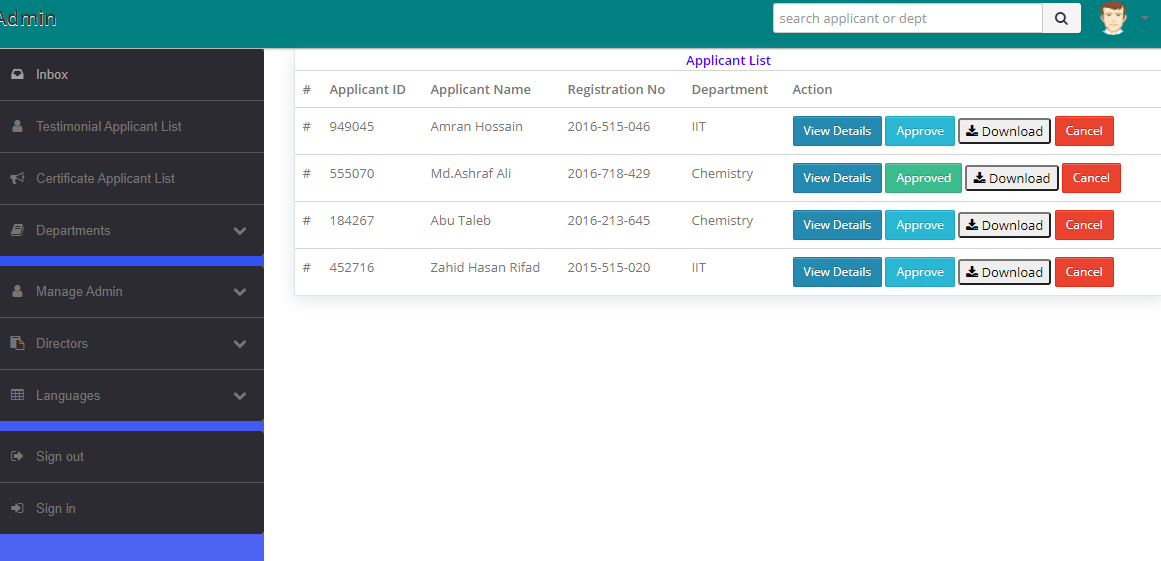 Admin
search applicant or dept
Inbox
Testimonial Applicant List
Certificate Applicant List
Departments
Manage Admin
Directors
Languages
Sign out
Sign in
Applicant List
# Applicant ID Applicant Name Registration No Department Action
# 949045 Amran Hossain 2016-515-046 IIT View Details Approve Download Cancel
# 555070 Md.Ashraf Ali 2016-718-429 Chemistry View Details Approved Download Cancel
# 184267 Abu Taleb 2016-213-645 Chemistry View Details Approve Download Cancel
# 452716 Zahid Hasan Rifad 2015-515-020 IIT View Details Approve Download Cancel